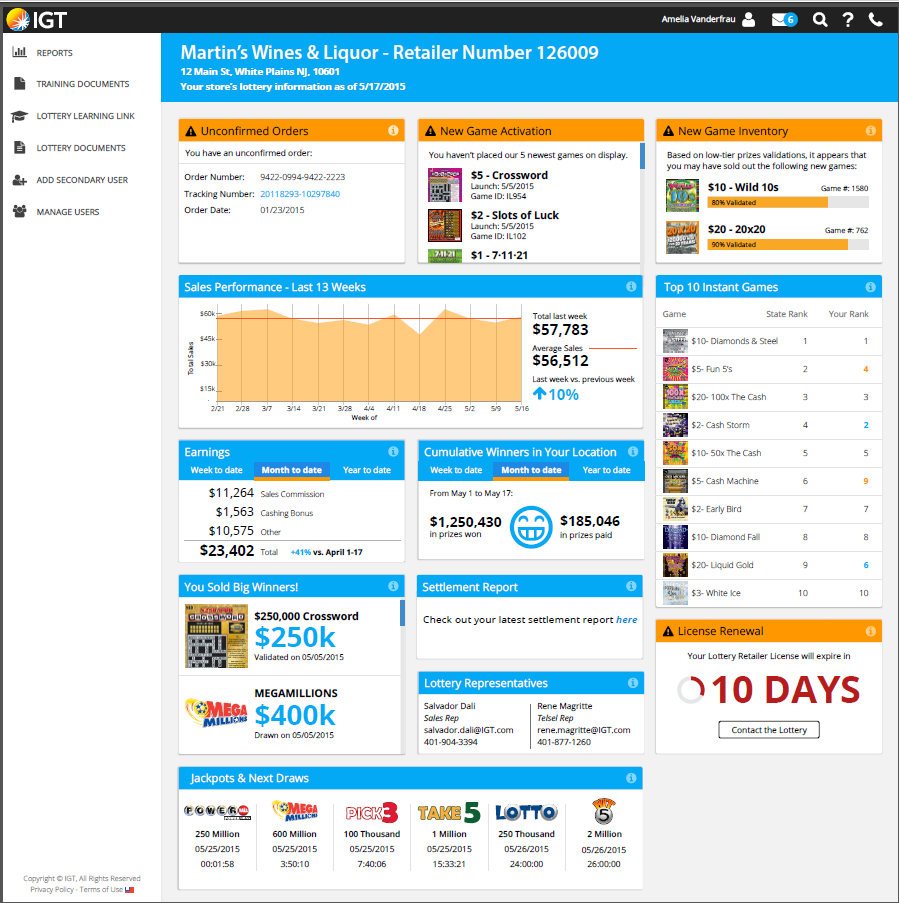 IGT
Amelia Vanderfrau
6
?
REPORTS
TRAINING DOCUMENTS
LOTTERY LEARNING LINK
LOTTERY DOCUMENTS
ADD SECONDARY USER
MANAGE USERS
Martin's Wines & Liquor - Retailer Number 126009
12 Main St, White Plains NJ, 10601
Your store's lottery information as of 5/17/2015
Unconfirmed Orders
You have an unconfirmed order:
Order Number: 9422-0994-9422-2223
Tracking Number: 20118293-10297840
Order Date: 01/23/2015
New Game Activation
You haven't placed our 5 newest games on display.
$5 - Crossword
Launch: 5/5/2015
Game ID: IL954
$2 - Slots of Luck
Launch: 5/5/2015
Game ID: IL102
7-11-21
$1 - 7-11-21
New Game Inventory
Based on low-tier prizes validations, it appears that
you may have sold out the following new games:
$10 - Wild 10s Game #: 1580
80% Validated
$20 - 20x20 Game #: 762
90% Validated
Sales Performance - Last 13 Weeks
Total Sales
$60k
$45k
$30k
$15k
2/21 2/28 3/7 3/14 3/21 3/28 4/4 4/11 4/18 4/25 5/2 5/9 5/16
Week of
Total last week
$57,783
Average Sales
$56,512
Last week vs. previous week
10%
Top 10 Instant Games
Game State Rank Your Rank
$10- Diamonds & Steel 1 1
$5- Fun 5's 2 4
$20- 100x The Cash 3 3
$2- Cash Storm 4 2
$10- 50x The Cash 5 5
$5- Cash Machine 6 9
$2- Early Bird 7 7
$10- Diamond Fall 8 8
$20- Liquid Gold 9 6
$3- White Ice 10 10
Earnings
Week to date Month to date Year to date
$11,264 Sales Commission
$1,563 Cashing Bonus
$10,575 Other
$23,402 Total +41% vs. April 1-17
Cumulative Winners in Your Location
Week to date Month to date Year to date
From May 1 to May 17:
$1,250,430
in prizes won
$185,046
in prizes paid
You Sold Big Winners!
$250,000 Crossword
$250k
Validated on 05/05/2015
MEGA
MILLIONS
MEGAMILLIONS
$400k
Drawn on 05/05/2015
Settlement Report
Check out your latest settlement report here
Lottery Representatives
Salvador Dali
Sales Rep
salvador.dali@IGT.com
401-904-3394
Rene Magritte
Telsel Rep
rene.magritte@IGT.com
401-877-1260
License Renewal
Your Lottery Retailer License will expire in
10 DAYS
Contact the Lottery
Jackpots & Next Draws
POWERBALL MEGA MILLIONS PICK3 TAKE 5 LOTTO HIT 5
250 Million 600 Million 100 Thousand 1 Million 250 Thousand 2 Million
05/25/2015 05/25/2015 05/25/2015 05/25/2015 05/26/2015 05/26/2015
00:01:58 3:50:10 7:40:06 15:33:21 24:00:00 26:00:00
Copyright © IGT, All Rights Reserved
Privacy Policy - Terms of Use